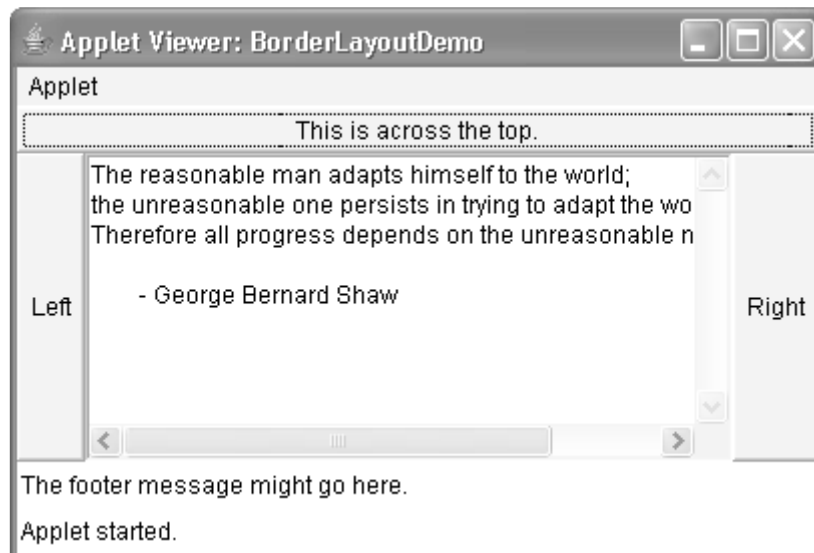 Applet Viewer: BorderLayoutDemo
Applet
This is across the top.
The reasonable man adapts himself to the world;
the unreasonable one persists in trying to adapt the wo
Therefore all progress depends on the unreasonable n
- George Bernard Shaw
Left
Right
The footer message might go here.
Applet started.